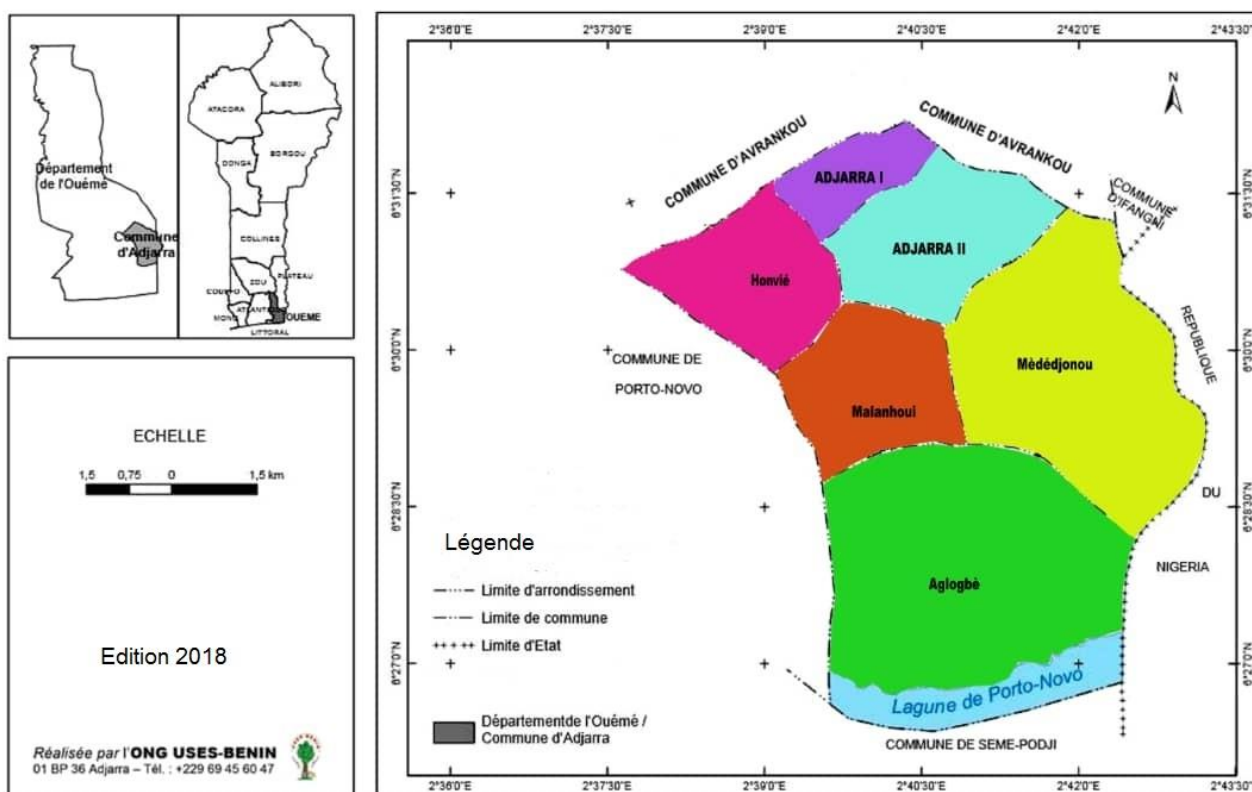 Département
de l'Ouémé
Commune
d'Adjarra
ALIBORI
ATACORA
BORGOU
DONGA
COLLINES
PLATEAU
ZOU
COUFFO
ATLANTIQUE
MONO
OUEME
LITTORAL
ECHELLE
1,5 0,75 0 1,5 km
Edition 2018
Réalisée par l'ONG USES-BENIN
01 BP 36 Adjarra – Tél. : +229 69 45 60 47
2°36'0"E 2°37'30"E 2°39'0"E 2°40'30"E 2°42'0"E 2°43'30"E
N
COMMUNE D'AVRANKOU
COMMUNE D'AVRANKOU
COMMUNE
D'IFANGNI
6°31'30"N
6°31'30"N
ADJARRA I
ADJARRA II
Honvié
REPUBLIQUE
6°30'0"N
6°30'0"N
COMMUNE DE
PORTO-NOVO
Mèdédjonou
Malanhoui
DU
6°28'30"N
6°28'30"N
NIGERIA
Aglogbè
Légende
Limite d'arrondissement
Limite de commune
Limite d'Etat
6°27'0"N
6°27'0"N
Lagune de Porto-Novo
Départementde l'Ouémé /
Commune d'Adjarra
COMMUNE DE SEME-PODJI
2°36'0"E 2°37'30"E 2°39'0"E 2°40'30"E 2°42'0"E 2°43'30"E